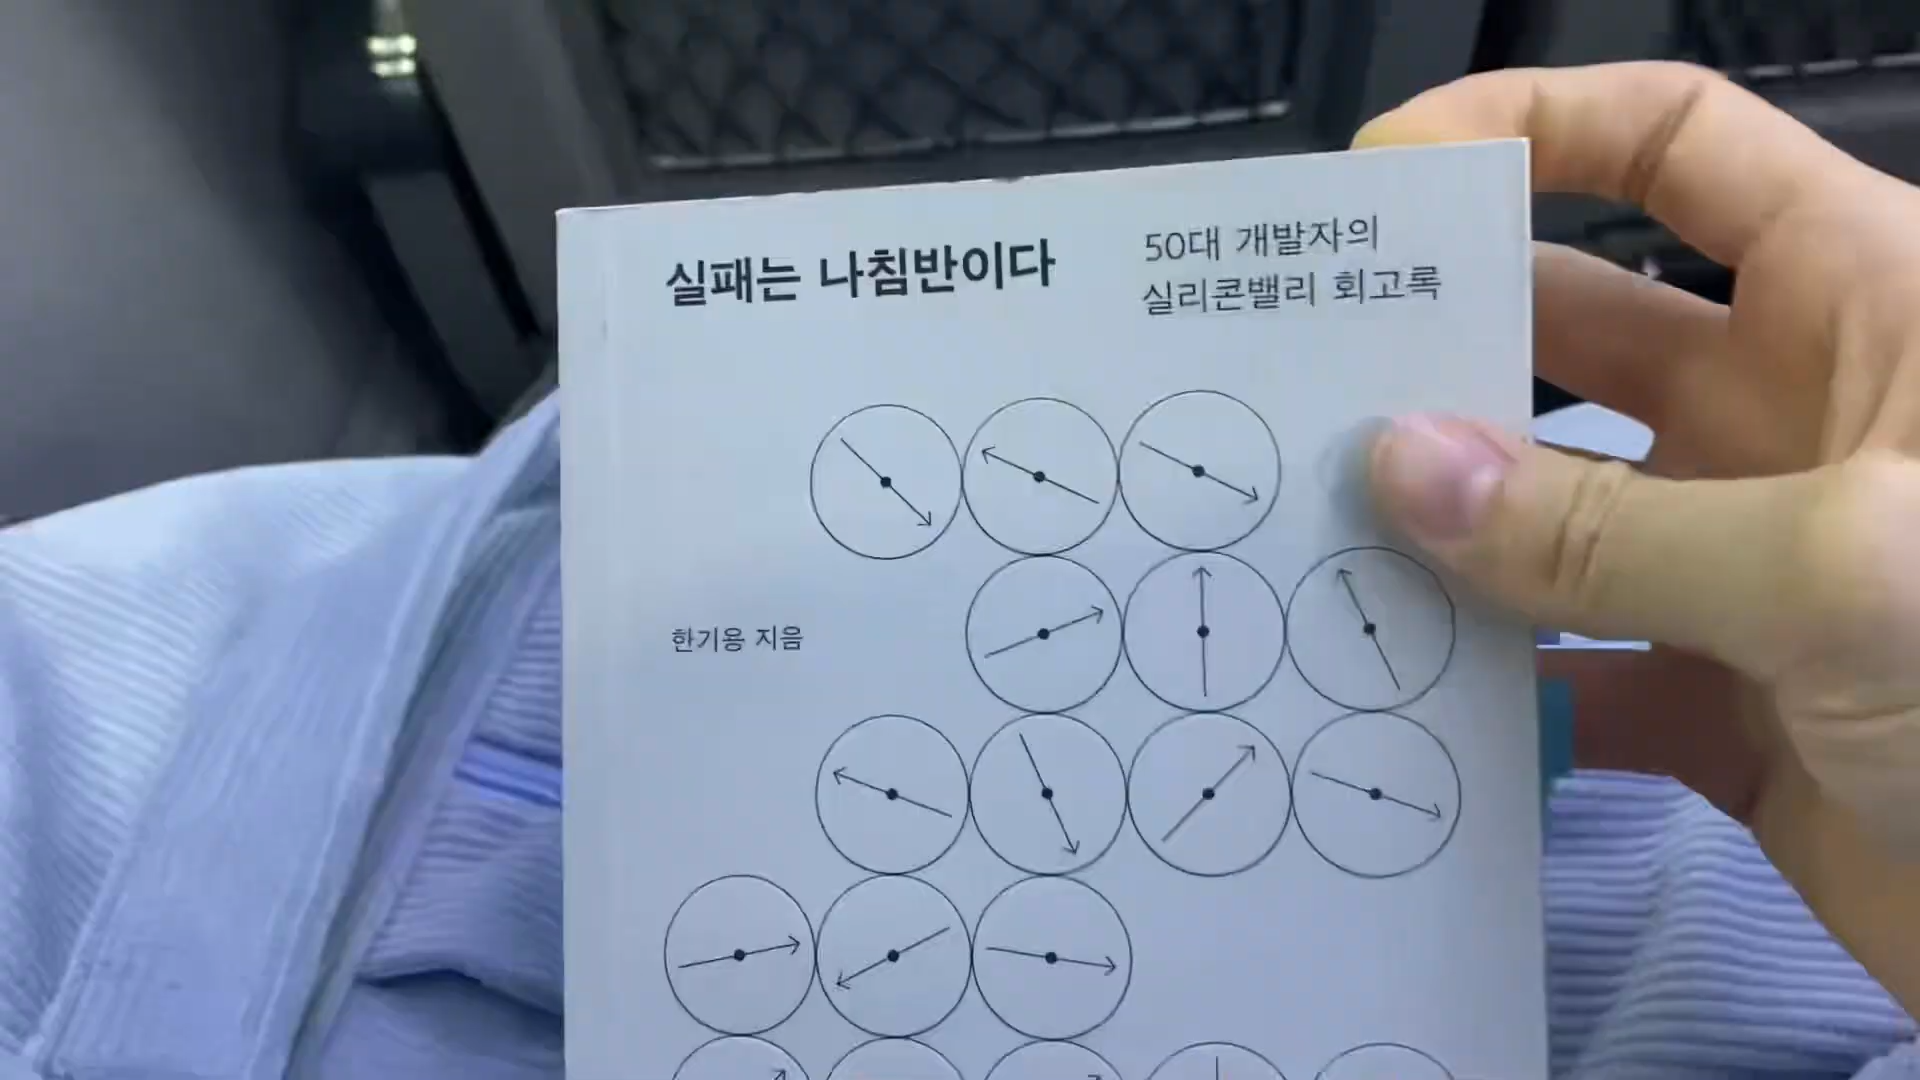 실패는 나침반이다
50대 개발자의
실리콘밸리 회고록
한기용 지음